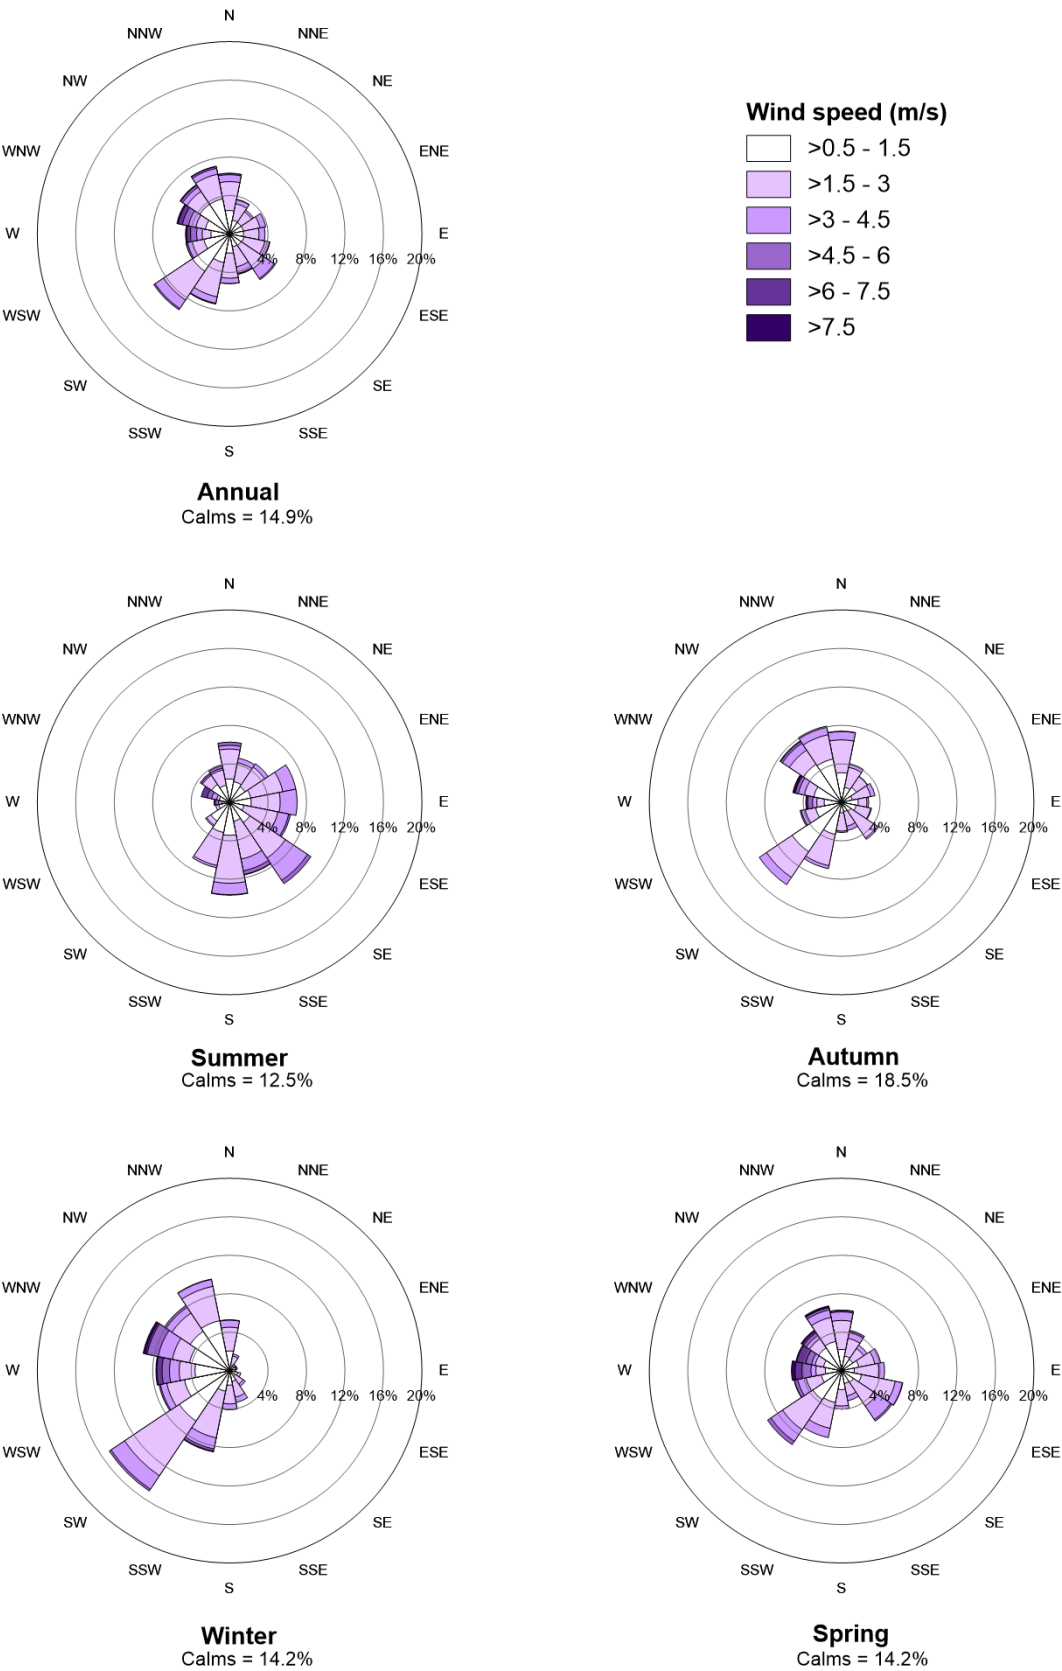 N
NNW NNE
NW NE
WNW ENE
W E
4% 8% 12% 16% 20%
WSW ESE
SW SE
SSW SSE
S
Annual
Calms = 14.9%
Wind speed (m/s)
>0.5 - 1.5
>1.5 - 3
>3 - 4.5
>4.5 - 6
>6 - 7.5
>7.5
N
NNW NNE
NW NE
WNW ENE
W E
4% 8% 12% 16% 20%
WSW ESE
SW SE
SSW SSE
S
Summer
Calms = 12.5%
N
NNW NNE
NW NE
WNW ENE
W E
4% 8% 12% 16% 20%
WSW ESE
SW SE
SSW SSE
S
Autumn
Calms = 18.5%
N
NNW NNE
NW NE
WNW ENE
W E
4% 8% 12% 16% 20%
WSW ESE
SW SE
SSW SSE
S
Winter
Calms = 14.2%
N
NNW NNE
NW NE
WNW ENE
W E
4% 8% 12% 16% 20%
WSW ESE
SW SE
SSW SSE
S
Spring
Calms = 14.2%